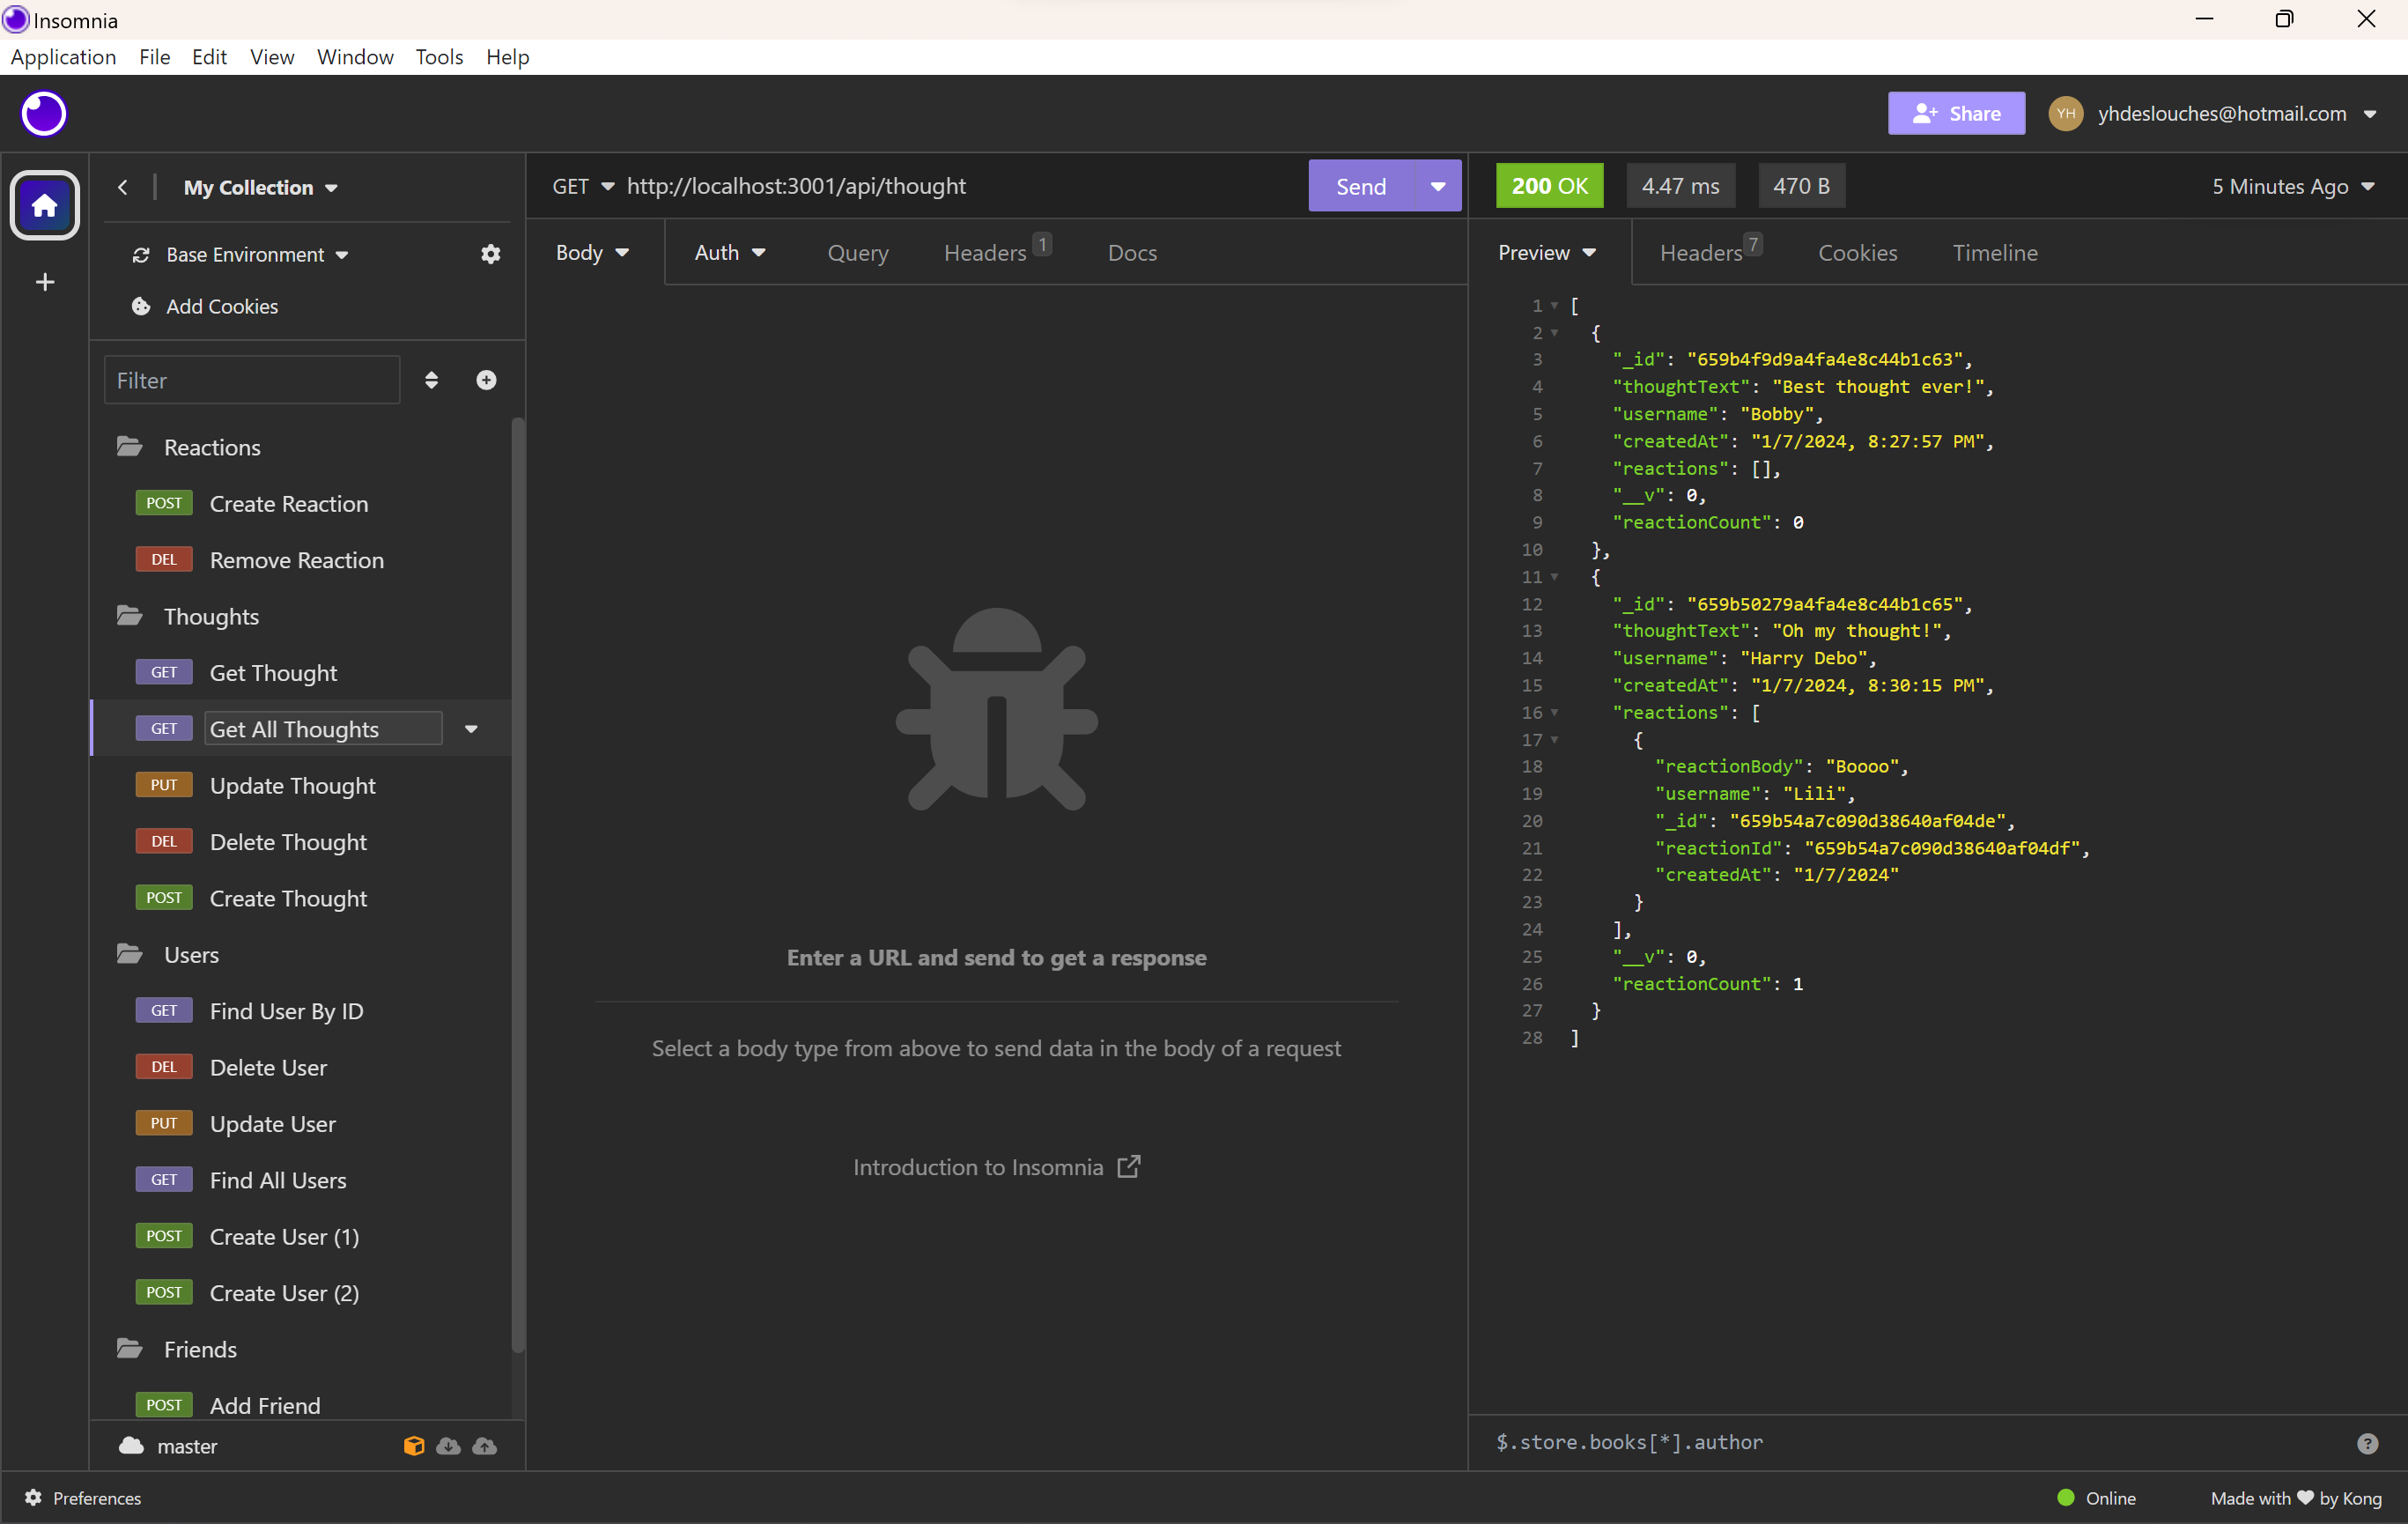 Insomnia
Application File Edit View Window Tools Help
Share YH yhdeslouches@hotmail.com
My Collection
Base Environment
Add Cookies
Filter
Reactions
POST Create Reaction
DEL Remove Reaction
Thoughts
GET Get Thought
GET Get All Thoughts
PUT Update Thought
DEL Delete Thought
POST Create Thought
Users
GET Find User By ID
DEL Delete User
PUT Update User
GET Find All Users
POST Create User (1)
POST Create User (2)
Friends
POST Add Friend
master
GET http://localhost:3001/api/thought Send
Body Auth Query Headers 1 Docs
Enter a URL and send to get a response
Select a body type from above to send data in the body of a request
Introduction to Insomnia
200 OK 4.47 ms 470 B 5 Minutes Ago
Preview Headers 7 Cookies Timeline
1 [
2 {
3 "_id": "659b4f9d9a4fa4e8c44b1c63",
4 "thoughtText": "Best thought ever!",
5 "username": "Bobby",
6 "createdAt": "1/7/2024, 8:27:57 PM",
7 "reactions": [],
8 "__v": 0,
9 "reactionCount": 0
10 },
11 {
12 "_id": "659b50279a4fa4e8c44b1c65",
13 "thoughtText": "Oh my thought!",
14 "username": "Harry Debo",
15 "createdAt": "1/7/2024, 8:30:15 PM",
16 "reactions": [
17 {
18 "reactionBody": "Boooo",
19 "username": "Lili",
20 "_id": "659b54a7c090d38640af04de",
21 "reactionId": "659b54a7c090d38640af04df",
22 "createdAt": "1/7/2024"
23 }
24 ],
25 "__v": 0,
26 "reactionCount": 1
27 }
28 ]
$.store.books[*].author
Preferences
Online Made with ♥ by Kong